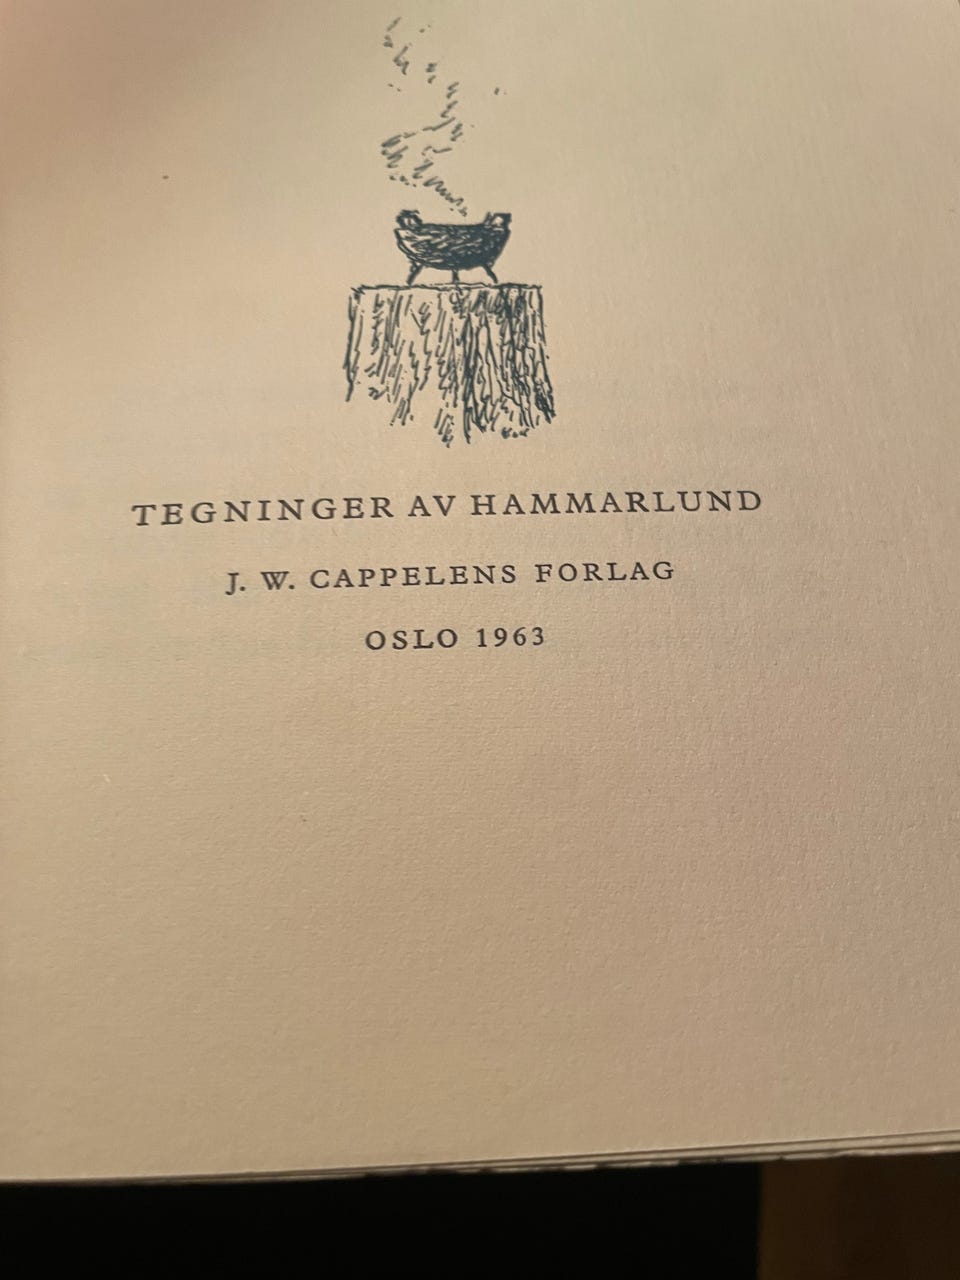 TEGNINGER AV HAMMARLUND
J. W. CAPPELENS FORLAG
OSLO 1963